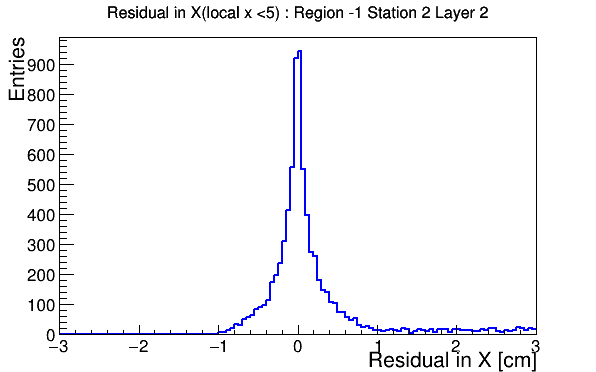 Residual in X(local x <5) : Region -1 Station 2 Layer 2
Entries
900
800
700
600
500
400
300
200
100
0
−3 −2 −1 0 1 2 3
Residual in X [cm]